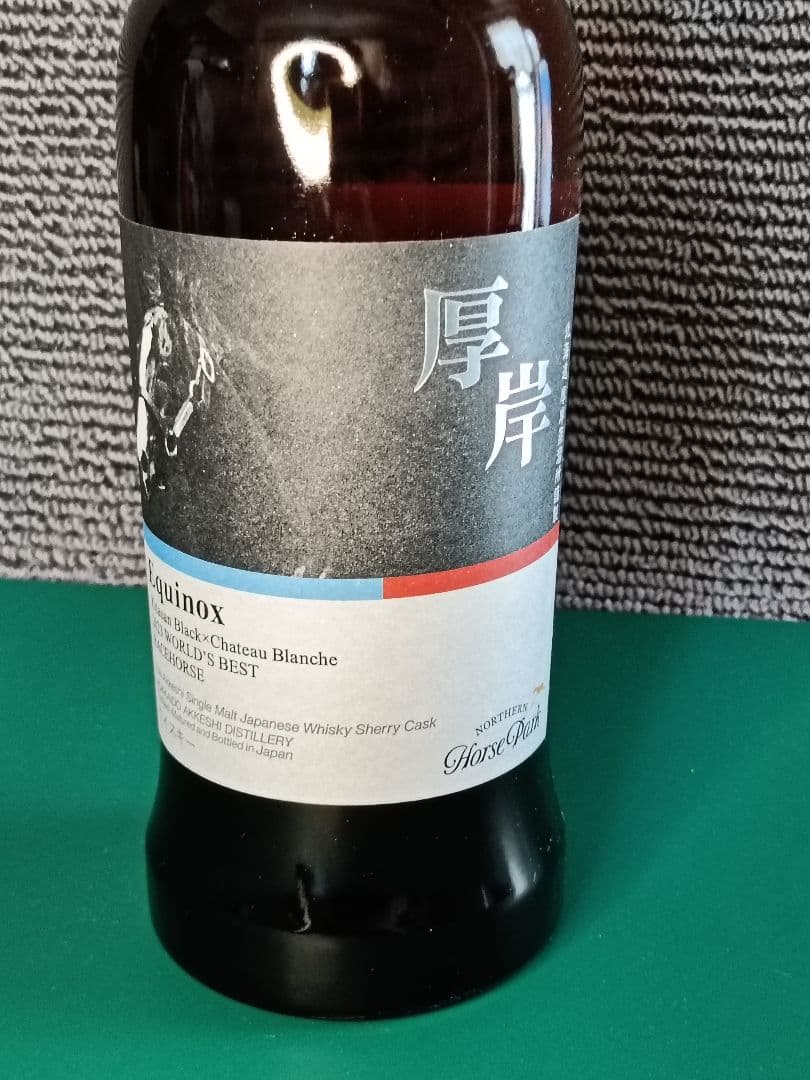 厚岸
Equinox
Black×Chateau Blanche
WORLD'S BEST
RACEHORSE
Single Malt Japanese Whisky Sherry Cask
AKKESHI DISTILLERY
Matured and Bottled in Japan
NORTHERN
Horse Park